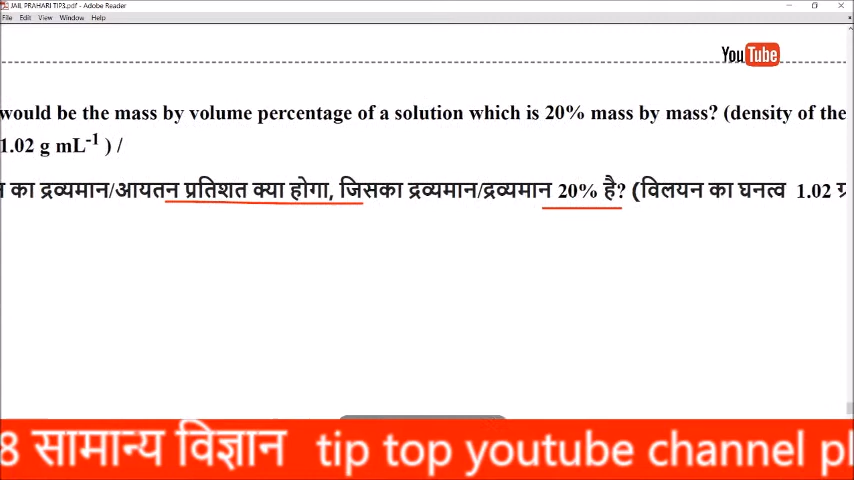 JAIL PRAHARI TIP3.pdf - Adobe Reader
File Edit View Window Help
YouTube
would be the mass by volume percentage of a solution which is 20% mass by mass? (density of the
1.02 g mL-1 ) /
का द्रव्यमान/आयतन प्रतिशत क्या होगा, जिसका द्रव्यमान/द्रव्यमान 20% है? (विलयन का घनत्व 1.02
8 सामान्य विज्ञान tip top youtube channel pl